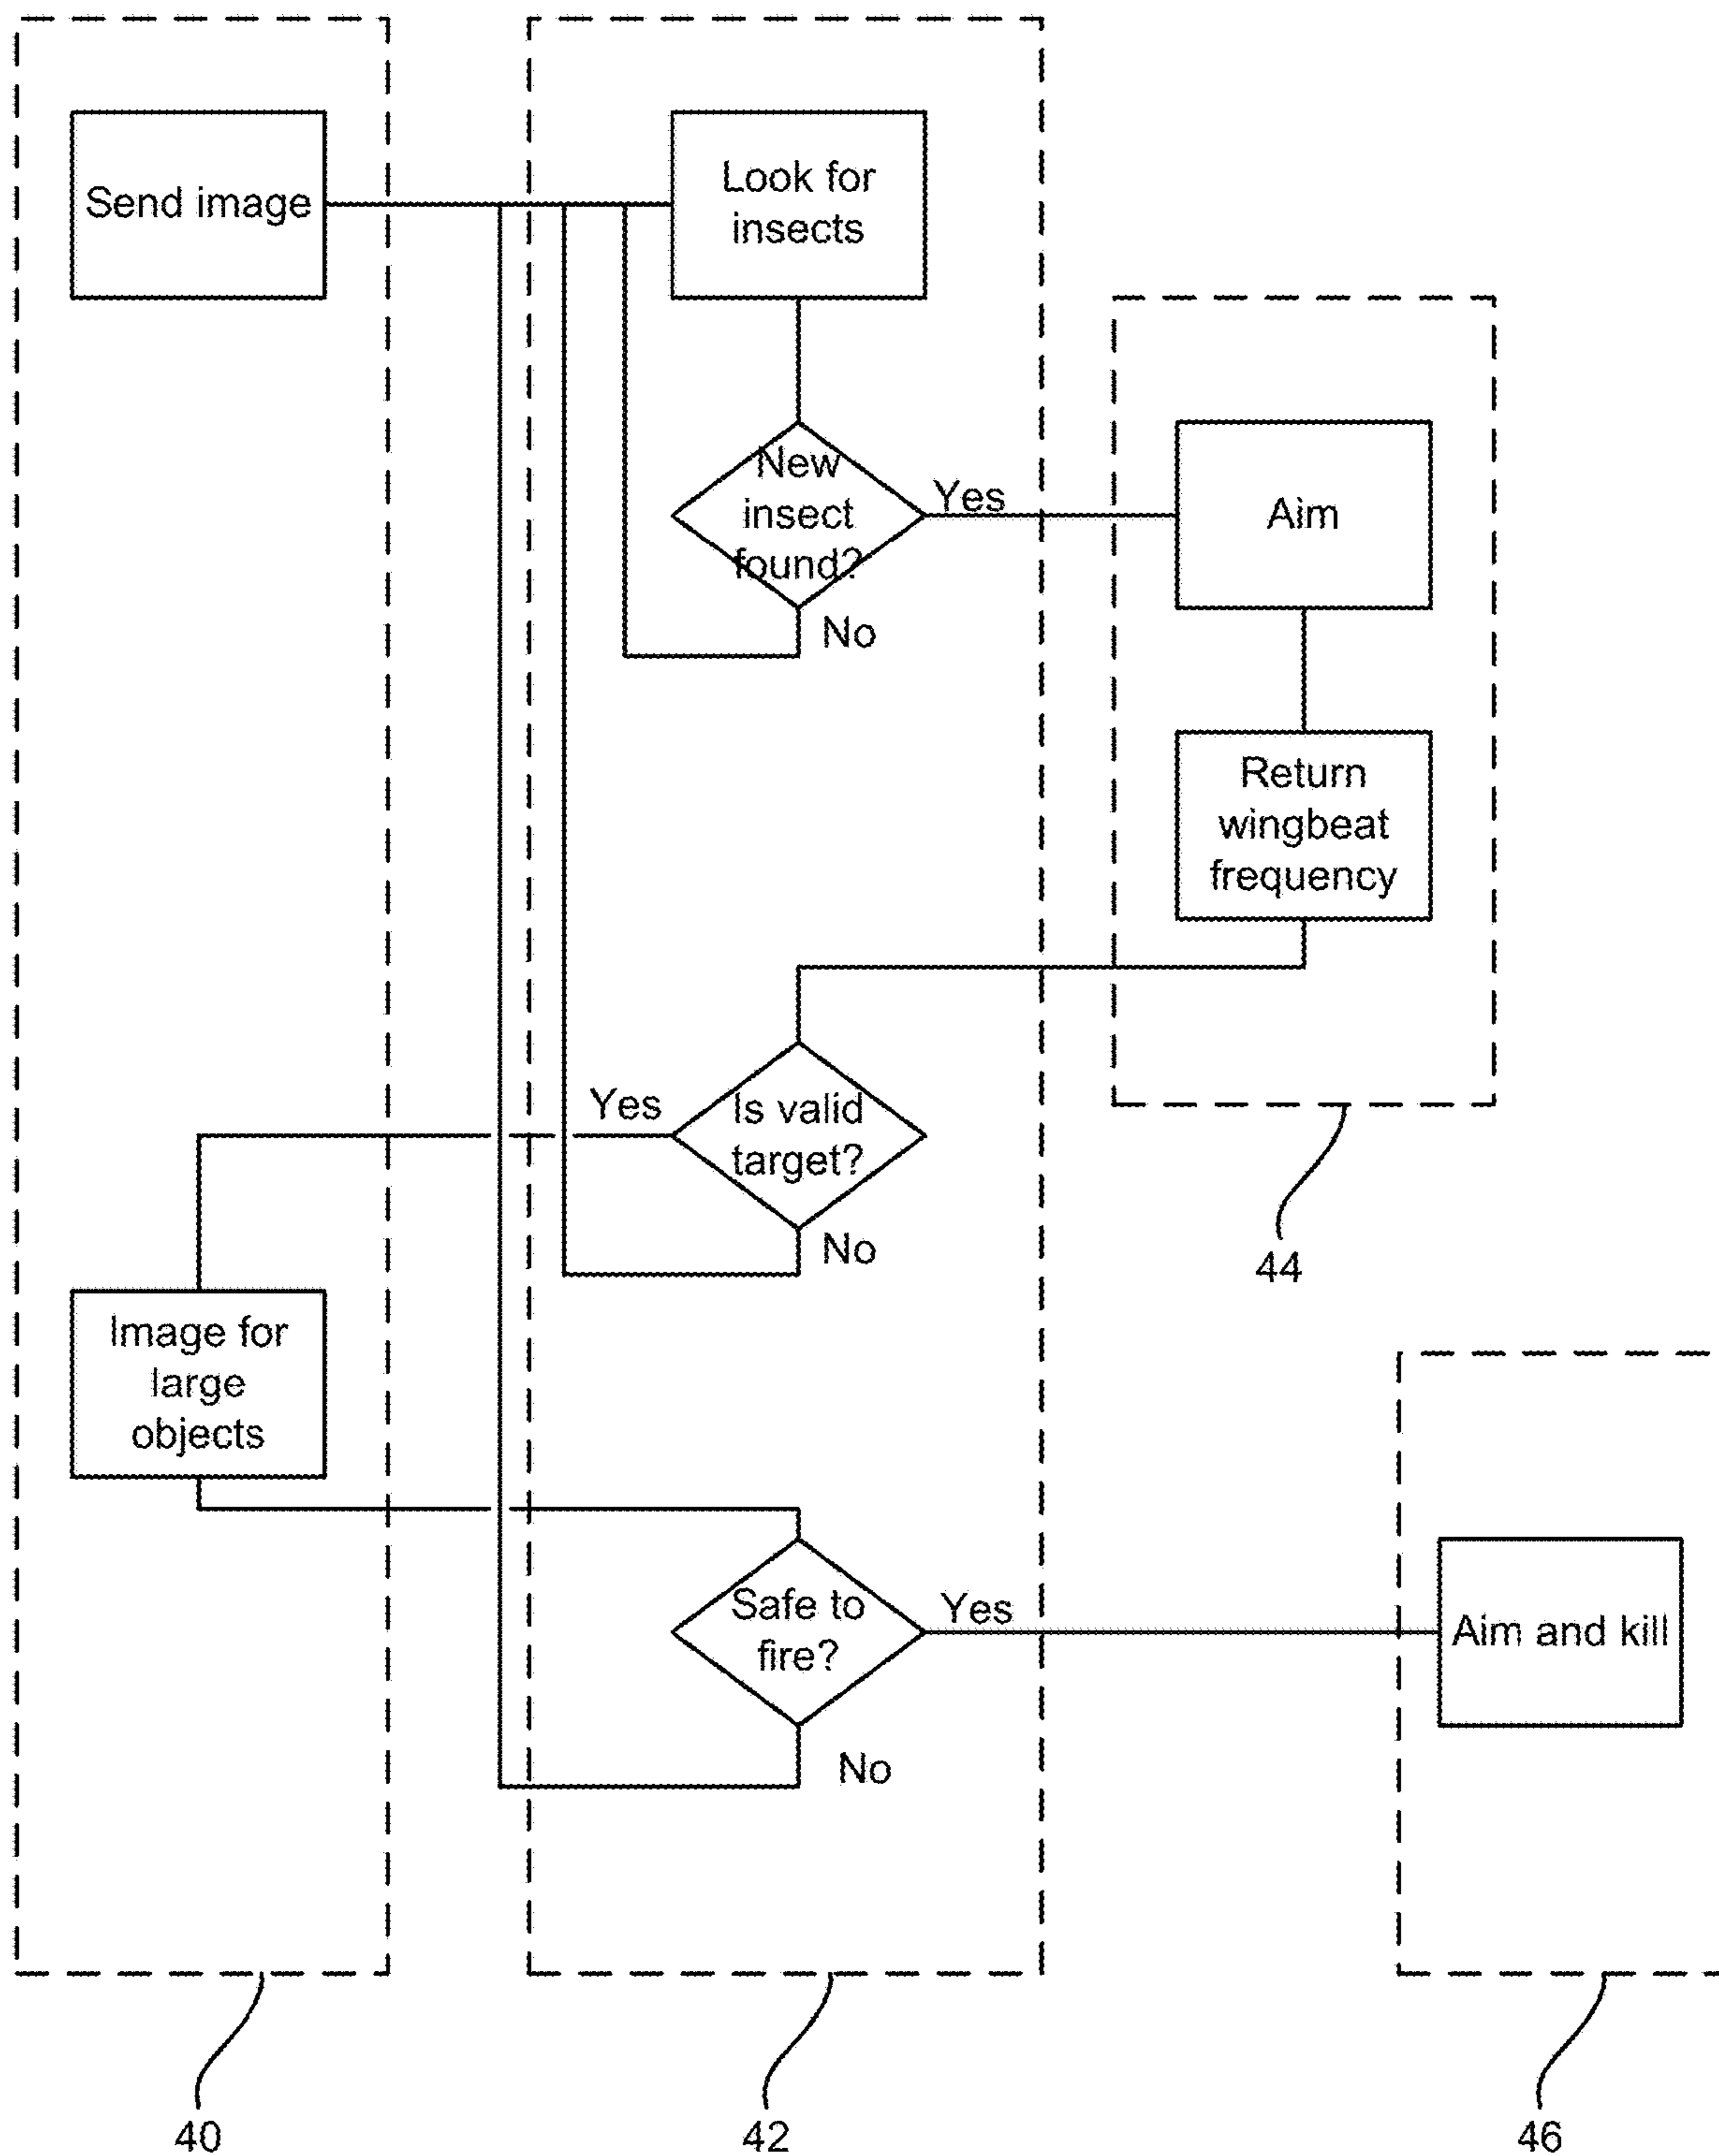 Send image
Look for
insects
New
insect
found?
Yes
No
Aim
Return
wingbeat
frequency
Yes
Is valid
target?
No
44
Image for
large
objects
Safe to
fire?
Yes
No
Aim and kill
40
42
46